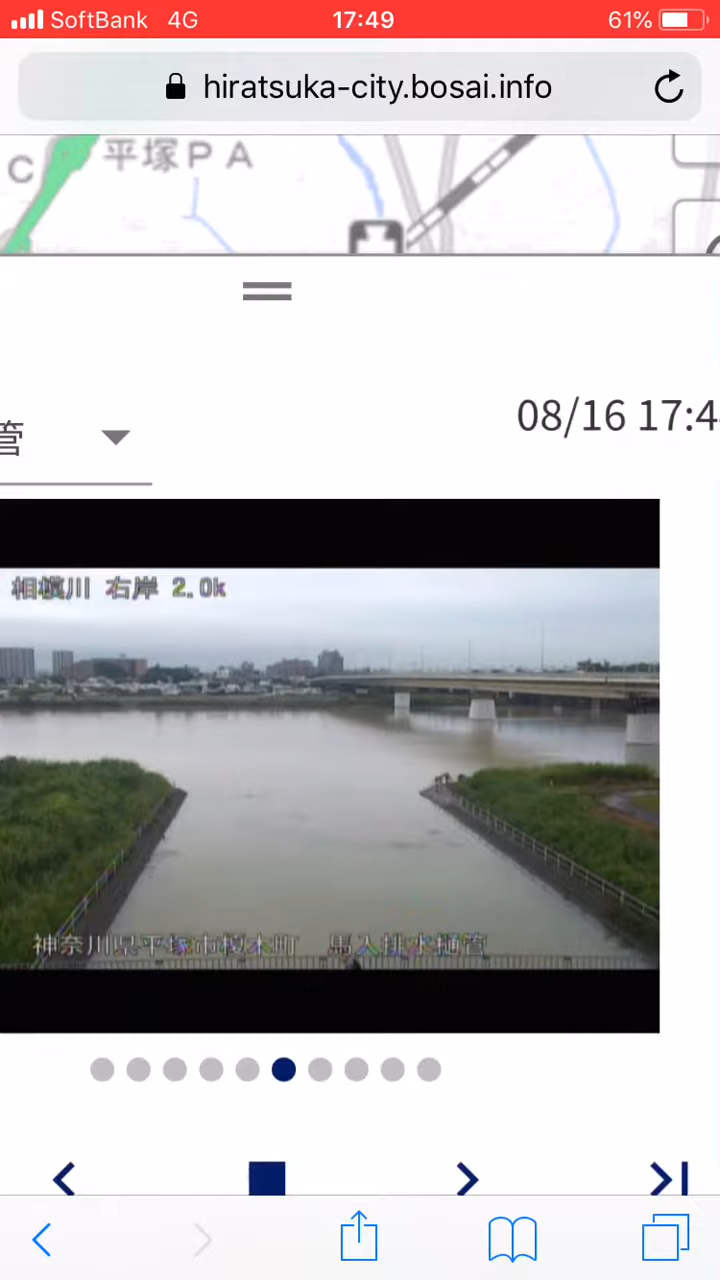 SoftBank 4G 17:49 61%
hiratsuka-city.bosai.info
C 平塚PA
管
08/16 17:4
相模川 右岸 2.0k
神奈川県平塚市榎木町 馬入排水樋管